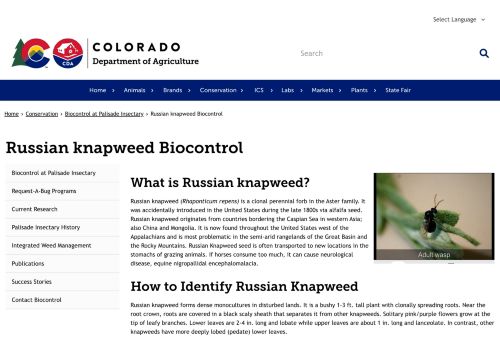 Select Language
COLORADO
CDA
Department of Agriculture
Search
Home > Animals > Brands > Conservation > ICS > Labs > Markets > Plants > State Fair
Home > Conservation > Biocontrol at Palisade Insectary > Russian knapweed Biocontrol
Russian knapweed Biocontrol
Biocontrol at Palisade Insectary
Request-A-Bug Programs
Current Research
Palisade Insectary History
Integrated Weed Management
Publications
Success Stories
Contact Biocontrol
What is Russian knapweed?
Russian knapweed (Rhaponticum repens) is a clonal perennial forb in the Aster family. It
was accidentally introduced in the United States during the late 1800s via alfalfa seed.
Russian knapweed originates from countries bordering the Caspian Sea in western Asia;
also China and Mongolia. It is now found throughout the United States west of the
Appalachians and is most problematic in the semi-arid rangelands of the Great Basin and
the Rocky Mountains. Russian Knapweed seed is often transported to new locations in the
stomachs of grazing animals. If horses consume too much, it can cause neurological
disease, equine nigropallidal encephalomalacia.
Adult wasp
How to Identify Russian Knapweed
Russian knapweed forms dense monocultures in disturbed lands. It is a bushy 1-3 ft. tall plant with clonally spreading roots. Near the
root crown, roots are covered in a black scaly sheath that separates it from other knapweeds. Solitary pink/purple flowers grow at the
tip of leafy branches. Lower leaves are 2-4 in. long and lobate while upper leaves are about 1 in. long and lanceolate. In contrast, other
knapweeds have more deeply lobed (pedate) lower leaves.